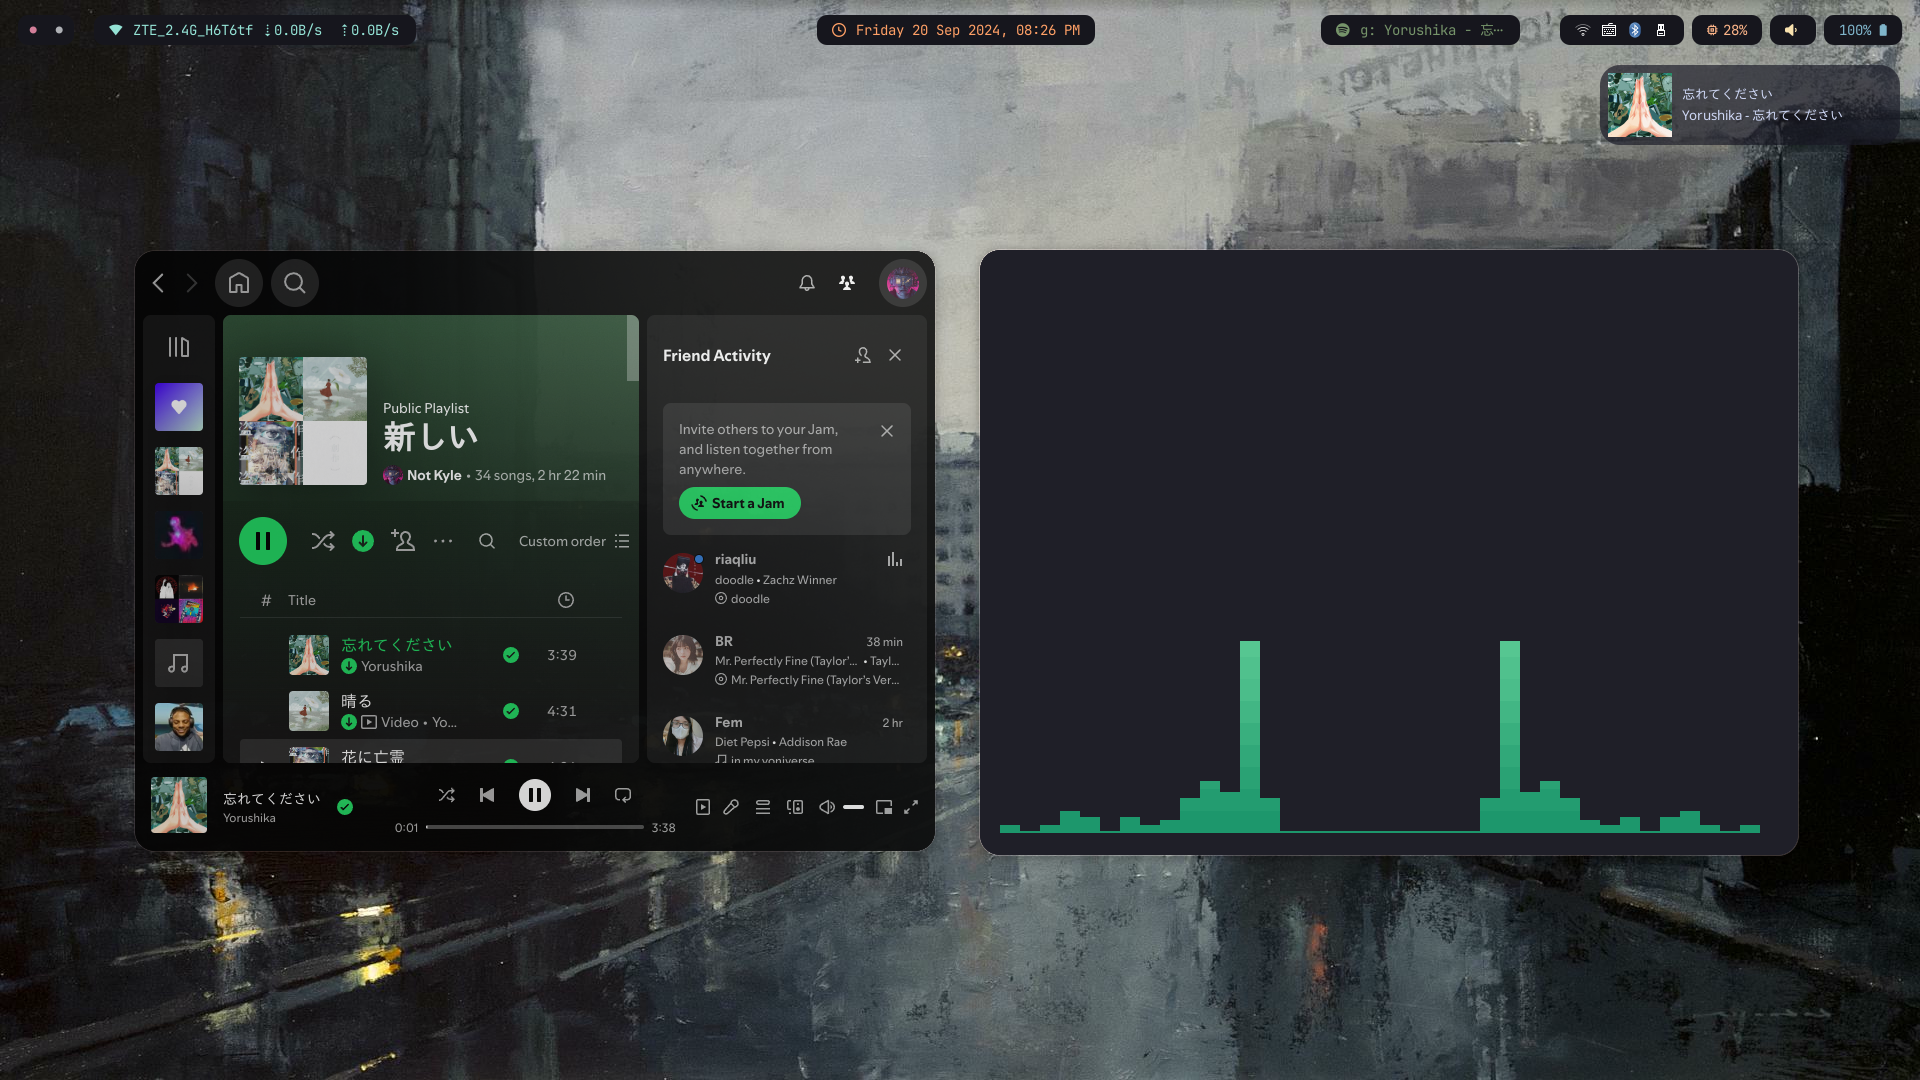 ZTE_2.4G_H6T6tf ⇣0.0B/s ⇡0.0B/s
Friday 20 Sep 2024, 08:26 PM
g: Yorushika - 忘…
28%
100%
忘れてください
Yorushika - 忘れてください
Public Playlist
新しい
Not Kyle • 34 songs, 2 hr 22 min
Custom order
# Title
忘れてください
Yorushika
3:39
晴る
Video • Yo...
4:31
花に亡霊
Friend Activity
Invite others to your Jam,
and listen together from
anywhere.
Start a Jam
riaqliu
doodle • Zachz Winner
doodle
BR
38 min
Mr. Perfectly Fine (Taylor'... • Tayl...
Mr. Perfectly Fine (Taylor's Ver...
Fem
2 hr
Diet Pepsi • Addison Rae
in my yoniverse
忘れてください
Yorushika
0:01
3:38